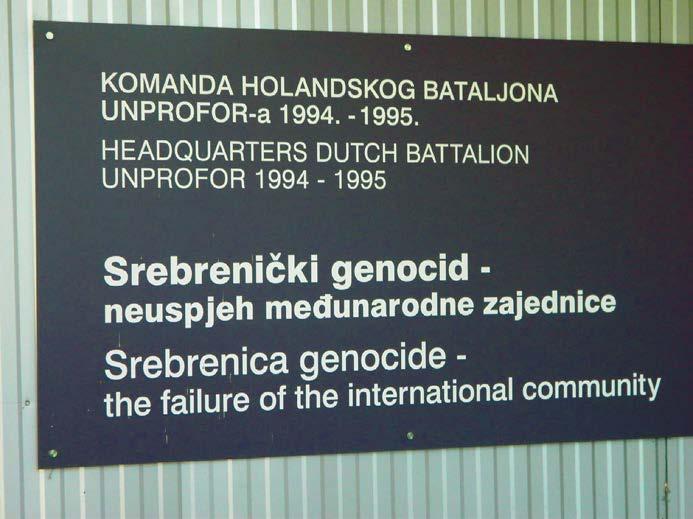 KOMANDA HOLANDSKOG BATALJONA
UNPROFOR-a 1994. - 1995.
HEADQUARTERS DUTCH BATTALION
UNPROFOR 1994 - 1995
Srebrenički genocid -
neuspjeh međunarodne zajednice
Srebrenica genocide -
the failure of the international community